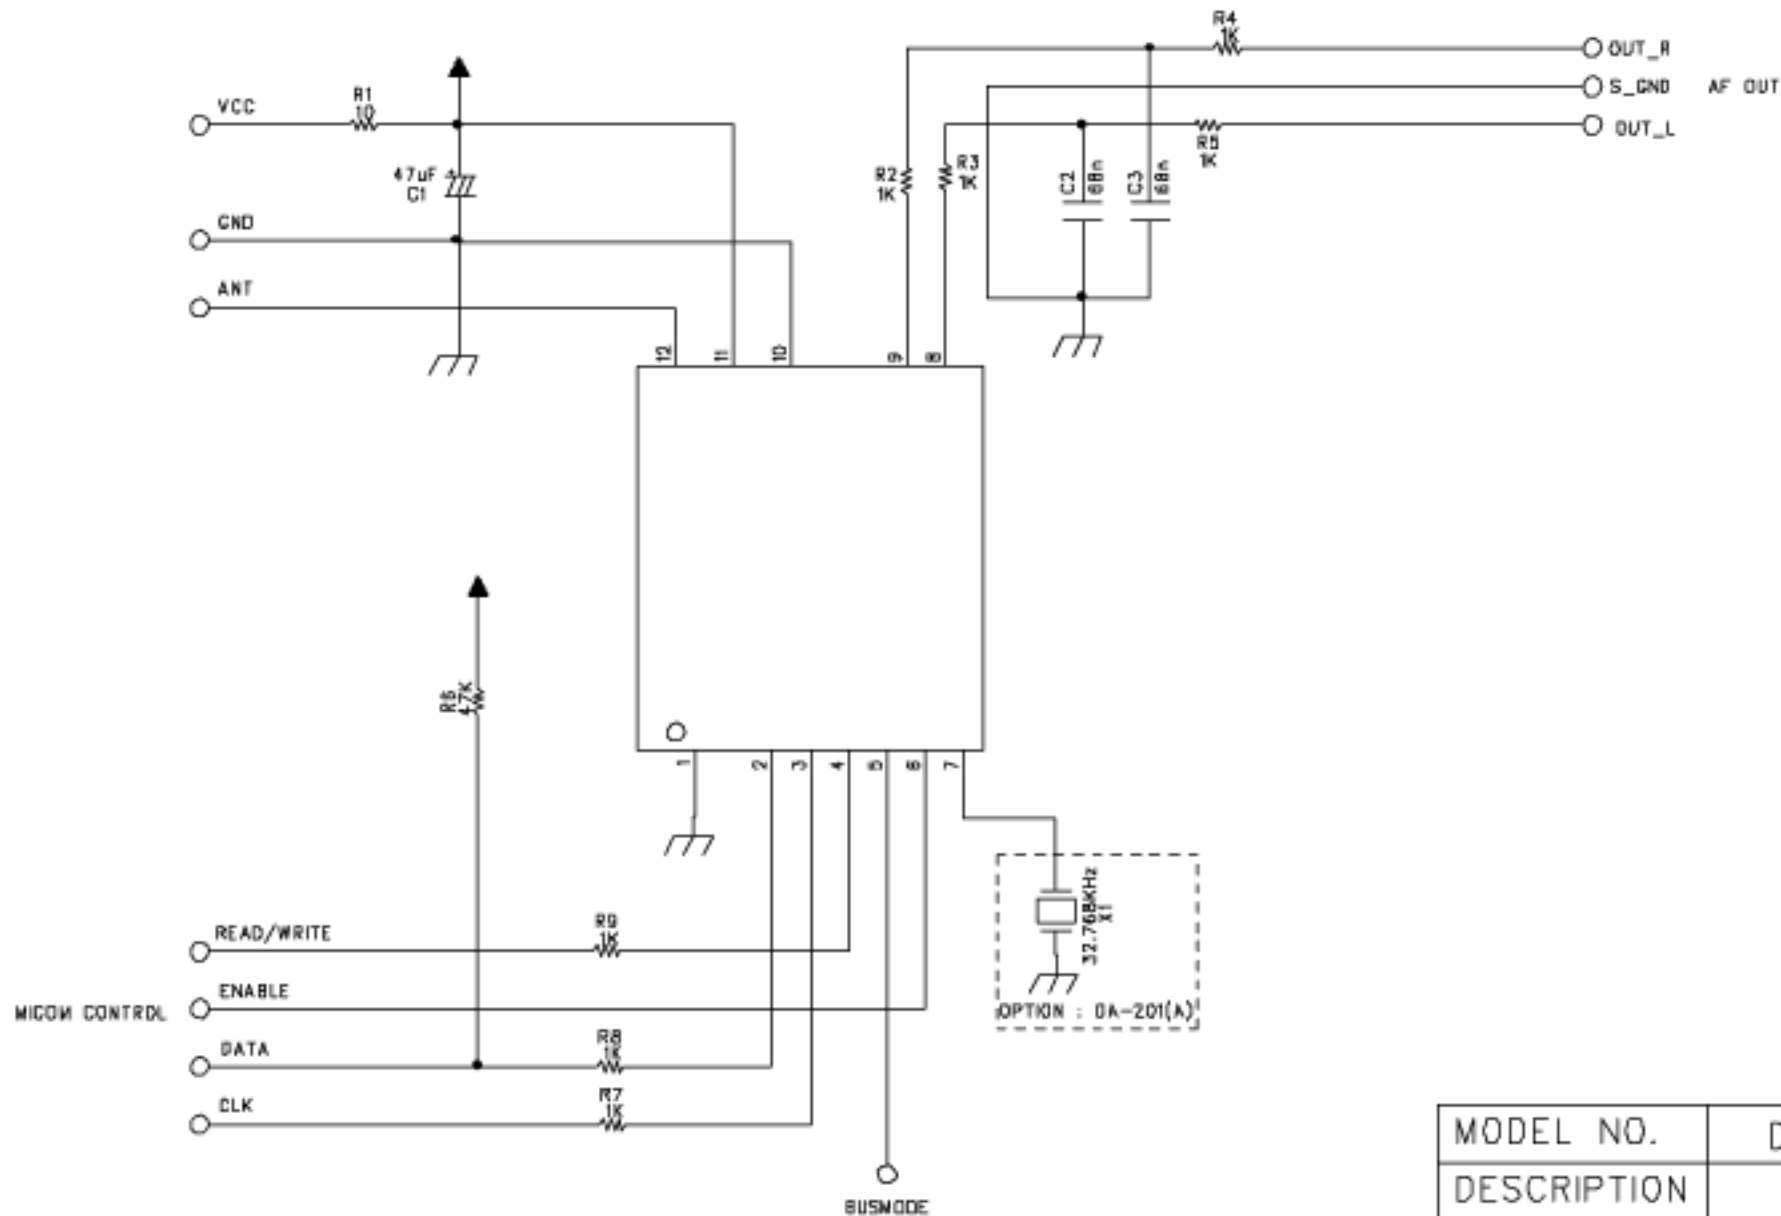 R4
1K
OUT_R
S_GND
AF OUT
OUT_L
R5
1K
VCC
R1
10
47uF
C1
GND
ANT
R2
1K
R3
1K
C2
68n
C3
68n
12
11
10
9
8
R6
47K
1
2
3
4
5
6
7
32.768KHz
X1
OPTION : DA-201(A)
MICOM CONTROL
READ/WRITE
R9
1K
ENABLE
DATA
R8
1K
CLK
R7
1K
BUSMODE
MODEL NO.
DESCRIPTION